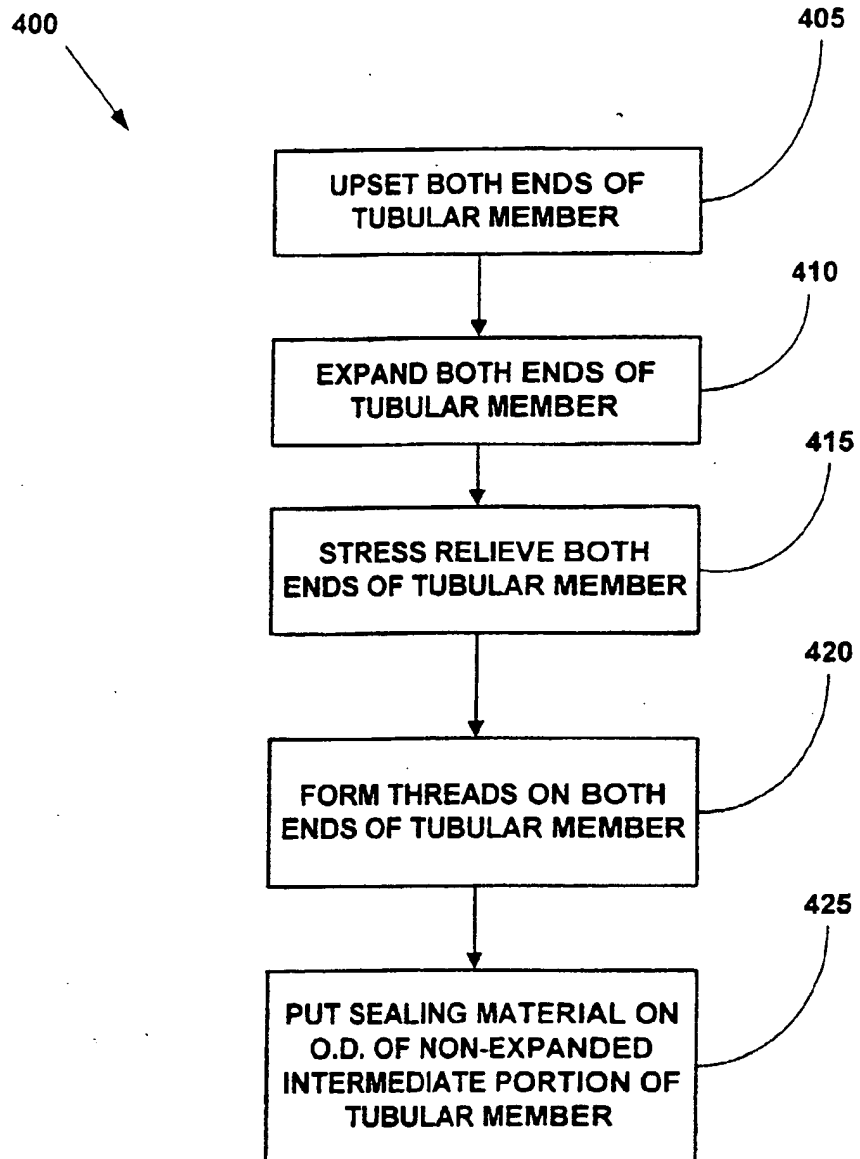 400
405
UPSET BOTH ENDS OF
TUBULAR MEMBER
410
EXPAND BOTH ENDS OF
TUBULAR MEMBER
415
STRESS RELIEVE BOTH
ENDS OF TUBULAR MEMBER
420
FORM THREADS ON BOTH
ENDS OF TUBULAR MEMBER
425
PUT SEALING MATERIAL ON
O.D. OF NON-EXPANDED
INTERMEDIATE PORTION OF
TUBULAR MEMBER